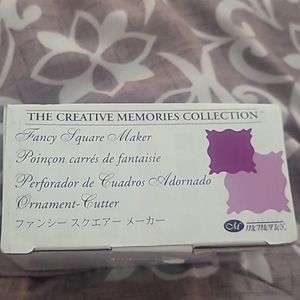 THE CREATIVE MEMORIES COLLECTION™
Fancy Square Maker
Poinçon carrés de fantaisie
Perforador de Cuadros Adornado
Ornament-Cutter
ファンシー スクエアー メーカー
M
memories